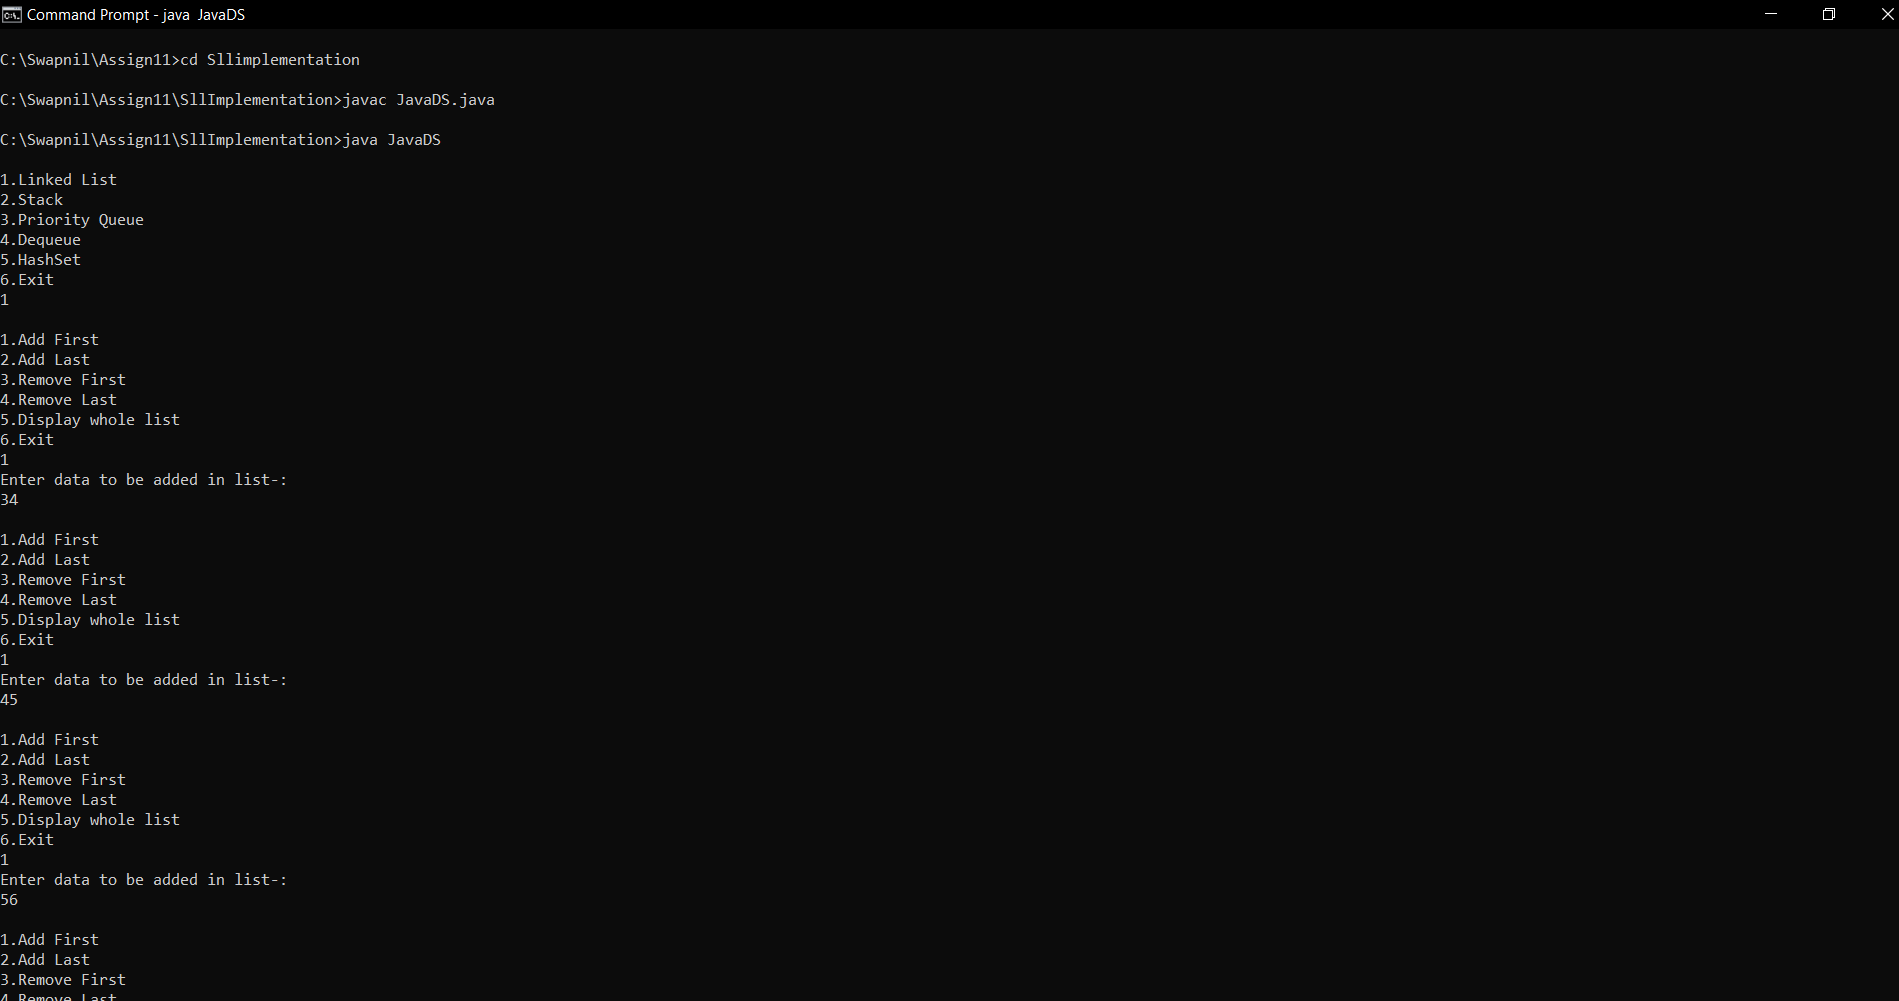 Command Prompt - java  JavaDS
C:\Swapnil\Assign11>cd Sllimplementation
C:\Swapnil\Assign11\SllImplementation>javac JavaDS.java
C:\Swapnil\Assign11\SllImplementation>java JavaDS
1.Linked List
2.Stack
3.Priority Queue
4.Dequeue
5.HashSet
6.Exit
1
1.Add First
2.Add Last
3.Remove First
4.Remove Last
5.Display whole list
6.Exit
1
Enter data to be added in list-:
34
1.Add First
2.Add Last
3.Remove First
4.Remove Last
5.Display whole list
6.Exit
1
Enter data to be added in list-:
45
1.Add First
2.Add Last
3.Remove First
4.Remove Last
5.Display whole list
6.Exit
1
Enter data to be added in list-:
56
1.Add First
2.Add Last
3.Remove First
4.Remove Last